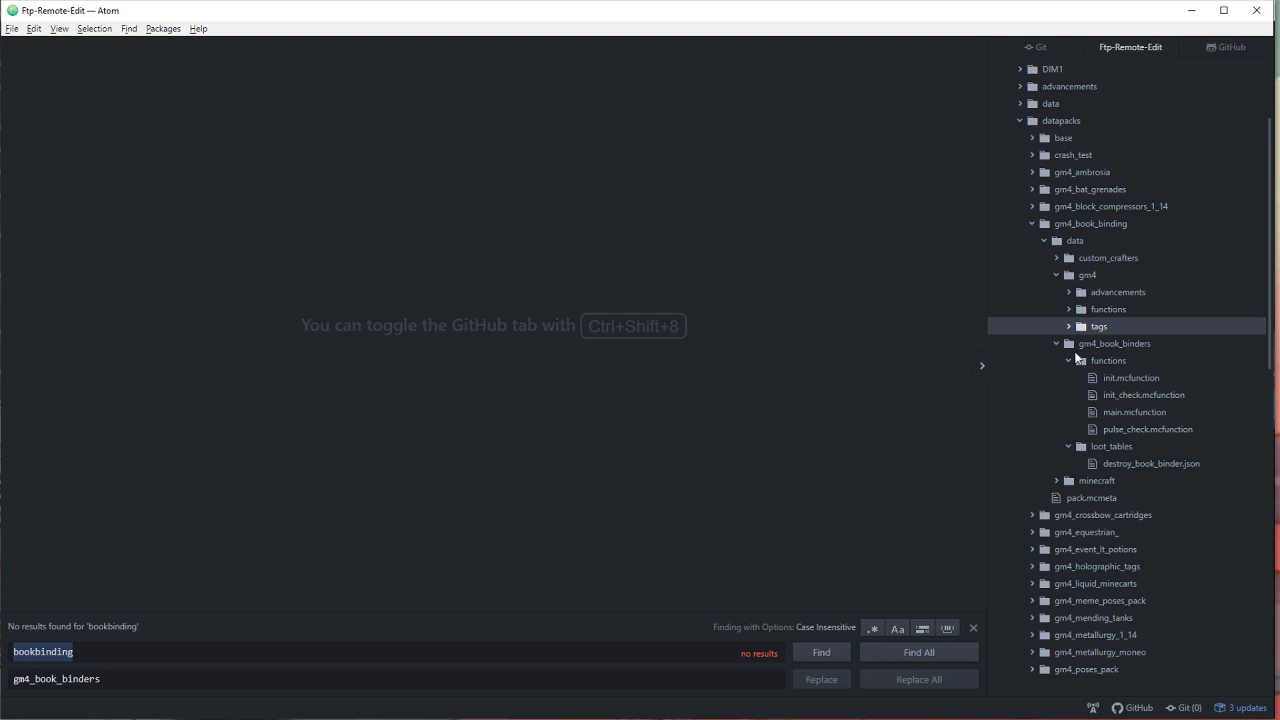 Ftp-Remote-Edit — Atom
File Edit View Selection Find Packages Help
Git Ftp-Remote-Edit GitHub
DIM1
advancements
data
datapacks
base
crash_test
gm4_ambrosia
gm4_bat_grenades
gm4_block_compressors_1_14
gm4_book_binding
data
custom_crafters
gm4
advancements
functions
You can toggle the GitHub tab with Ctrl+Shift+8
tags
gm4_book_binders
functions
init.mcfunction
init_check.mcfunction
main.mcfunction
pulse_check.mcfunction
loot_tables
destroy_book_binder.json
minecraft
pack.mcmeta
gm4_crossbow_cartridges
gm4_equestrian_
gm4_event_lt_potions
gm4_holographic_tags
gm4_liquid_minecarts
gm4_meme_poses_pack
gm4_mending_tanks
gm4_metallurgy_1_14
gm4_metallurgy_moneo
gm4_poses_pack
No results found for 'bookbinding' Finding with Options: Case Insensitive .* Aa
bookbinding no results Find Find All
gm4_book_binders Replace Replace All
GitHub Git (0) 3 updates